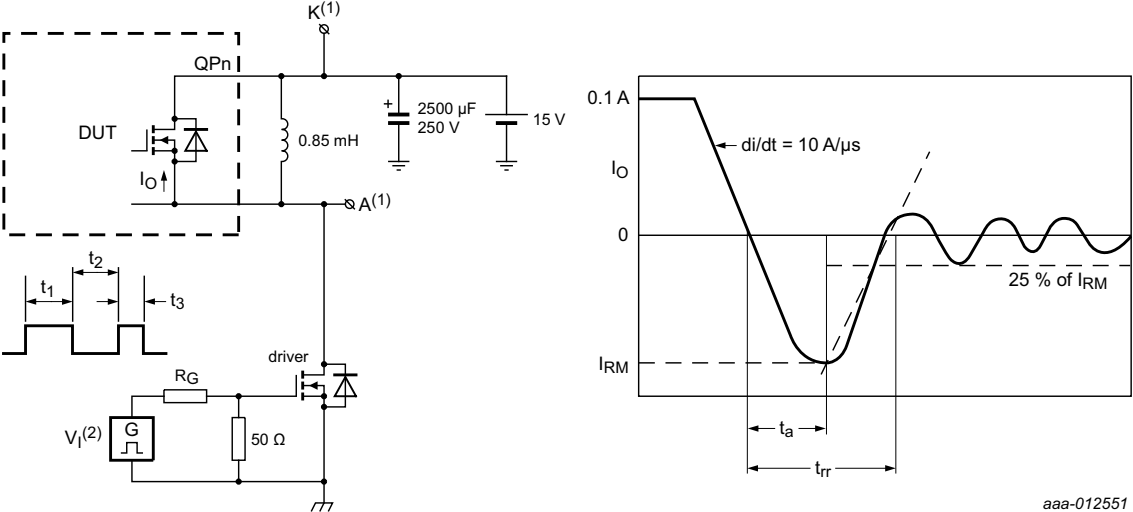 K(1)
QPn
DUT
IO
0.85 mH
+
2500 µF
250 V
15 V
A(1)
t2
t1
t3
driver
RG
VI(2)
G
50 Ω
0.1 A
di/dt = 10 A/µs
IO
0
25 % of IRM
IRM
ta
trr
aaa-012551